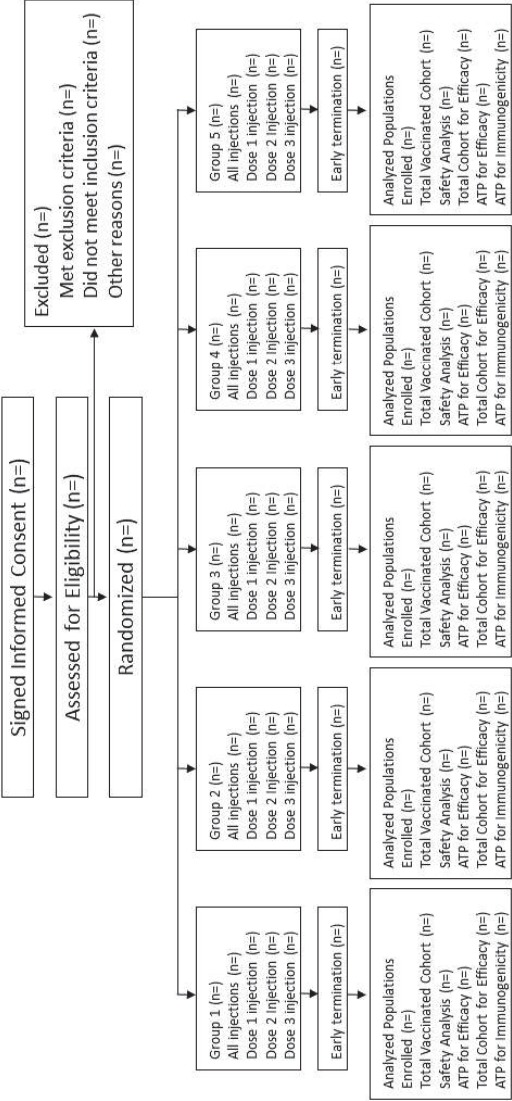 Signed Informed Consent (n=)
Assessed for Eligibility (n=)
Excluded (n=)
Met exclusion criteria (n=)
Did not meet inclusion criteria (n=)
Other reasons (n=)
Randomized (n=)
Group 1 (n=)
All injections (n=)
Dose 1 injection (n=)
Dose 2 Injection (n=)
Dose 3 injection (n=)
Early termination (n=)
Analyzed Populations
Enrolled (n=)
Total Vaccinated Cohort (n=)
Safety Analysis (n=)
ATP for Efficacy (n=)
Total Cohort for Efficacy (n=)
ATP for Immunogenicity (n=)
Group 2 (n=)
All injections (n=)
Dose 1 injection (n=)
Dose 2 Injection (n=)
Dose 3 injection (n=)
Early termination (n=)
Analyzed Populations
Enrolled (n=)
Total Vaccinated Cohort (n=)
Safety Analysis (n=)
ATP for Efficacy (n=)
Total Cohort for Efficacy (n=)
ATP for Immunogenicity (n=)
Group 3 (n=)
All injections (n=)
Dose 1 injection (n=)
Dose 2 Injection (n=)
Dose 3 injection (n=)
Early termination (n=)
Analyzed Populations
Enrolled (n=)
Total Vaccinated Cohort (n=)
Safety Analysis (n=)
ATP for Efficacy (n=)
Total Cohort for Efficacy (n=)
ATP for Immunogenicity (n=)
Group 4 (n=)
All injections (n=)
Dose 1 injection (n=)
Dose 2 Injection (n=)
Dose 3 injection (n=)
Early termination (n=)
Analyzed Populations
Enrolled (n=)
Total Vaccinated Cohort (n=)
Safety Analysis (n=)
ATP for Efficacy (n=)
Total Cohort for Efficacy (n=)
ATP for Immunogenicity (n=)
Group 5 (n=)
All injections (n=)
Dose 1 injection (n=)
Dose 2 Injection (n=)
Dose 3 injection (n=)
Early termination (n=)
Analyzed Populations
Enrolled (n=)
Total Vaccinated Cohort (n=)
Safety Analysis (n=)
Total Cohort for Efficacy (n=)
ATP for Efficacy (n=)
ATP for Immunogenicity (n=)